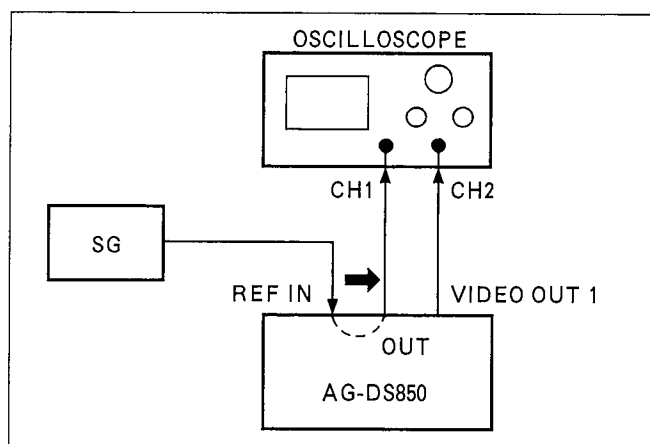 OSCILLOSCOPE
CH1
CH2
SG
REF IN
VIDEO OUT 1
OUT
AG-DS850